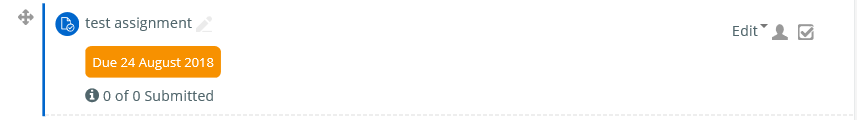 test assignment
Edit
Due 24 August 2018
0 of 0 Submitted